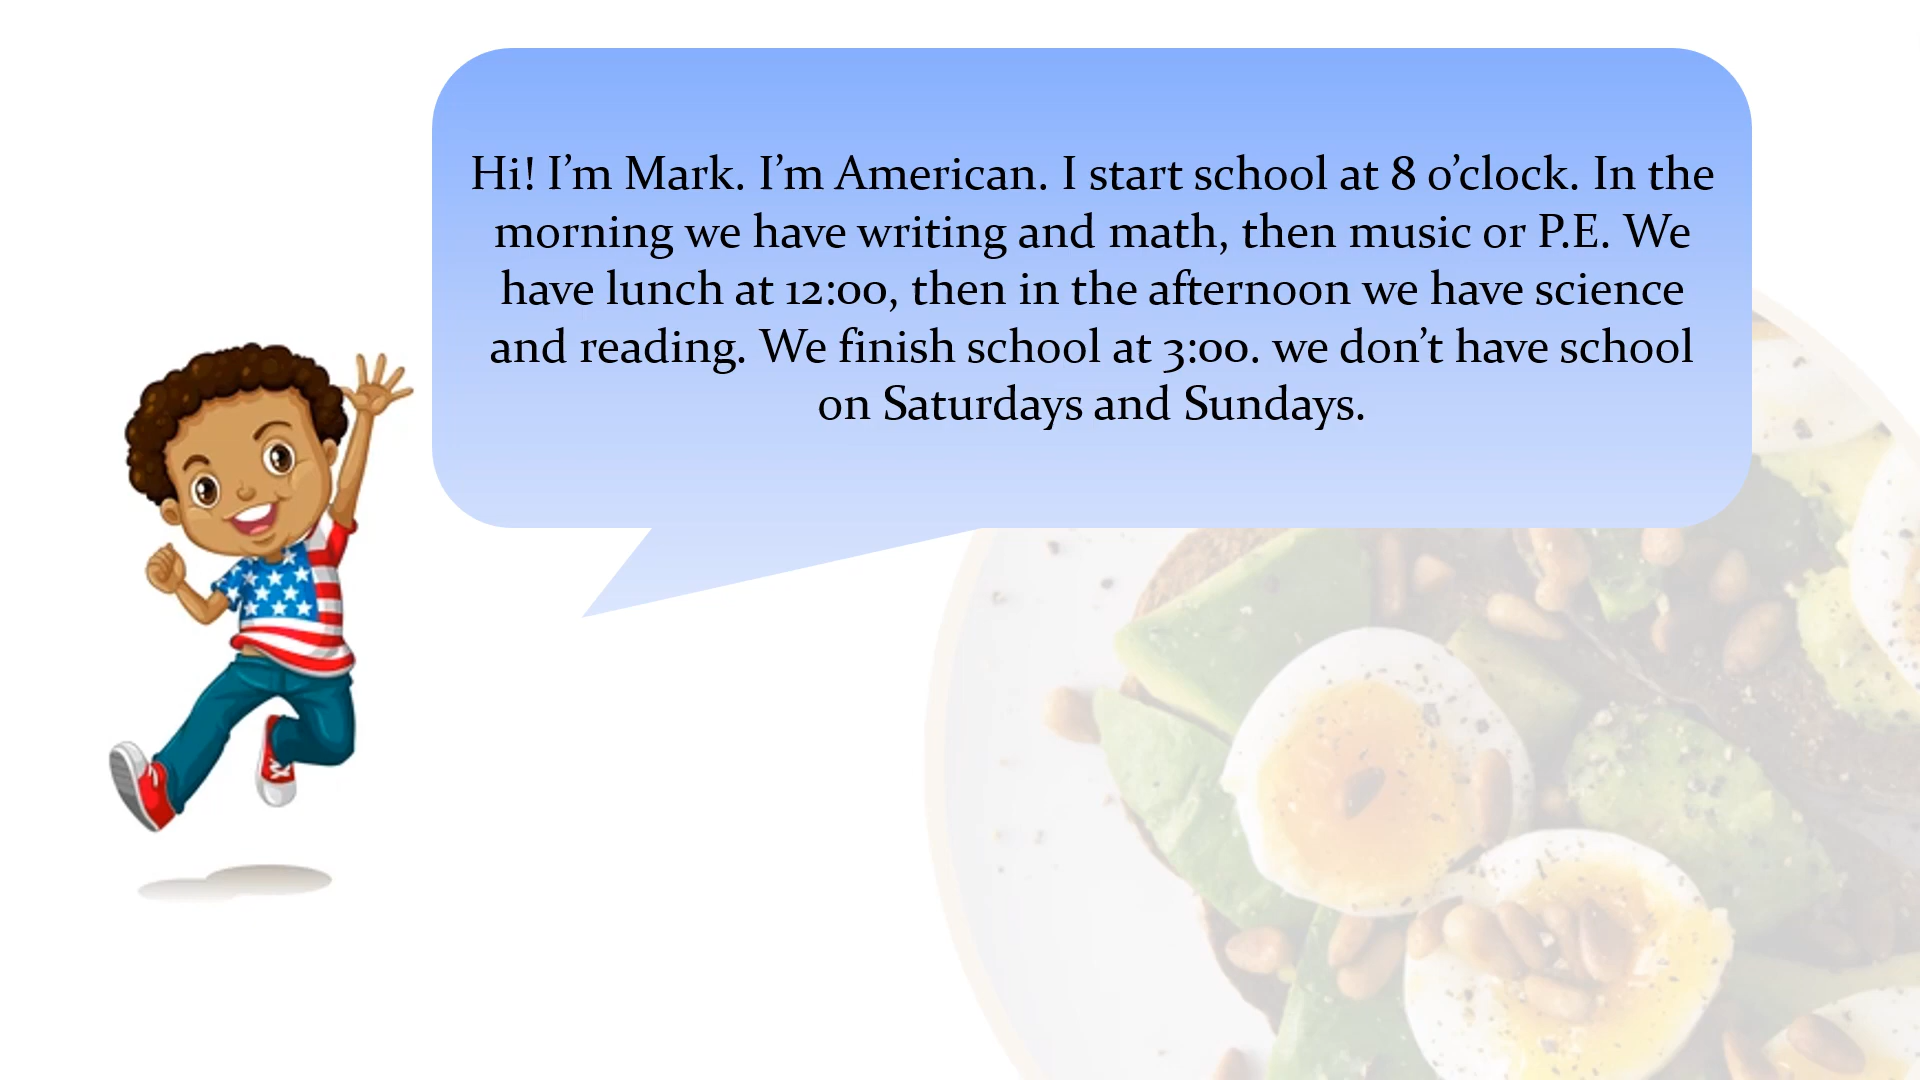 Hi! I’m Mark. I’m American. I start school at 8 o’clock. In the
morning we have writing and math, then music or P.E. We
have lunch at 12:00, then in the afternoon we have science
and reading. We finish school at 3:00. we don’t have school
on Saturdays and Sundays.